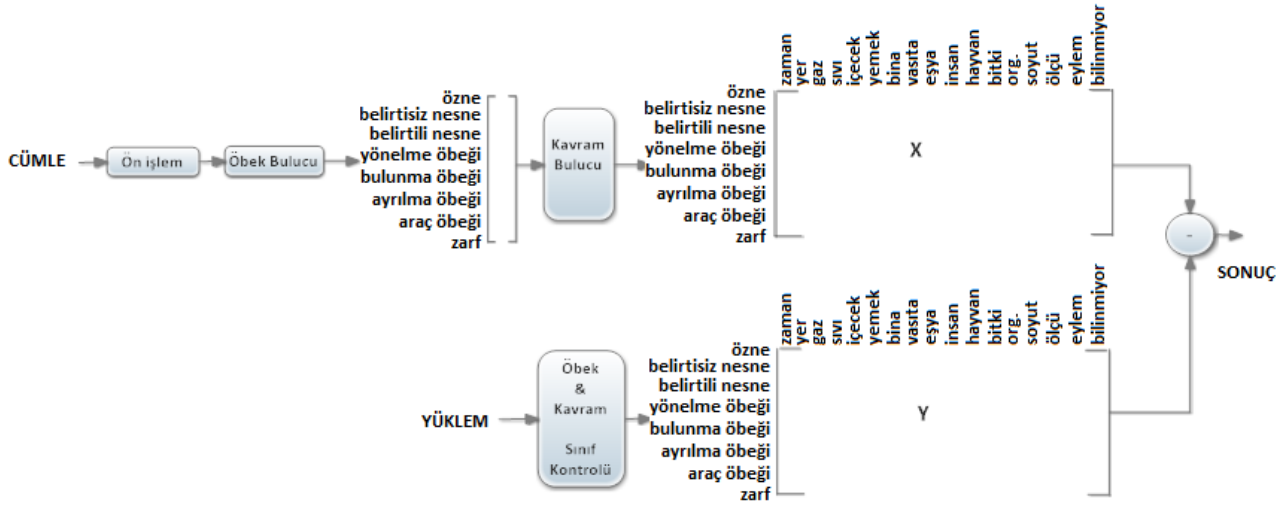 zaman
yer
gaz
sıvı
içecek
yemek
bina
vasıta
eşya
insan
hayvan
bitki
org.
soyut
ölçü
eylem
bilinmiyor
özne
belirtisiz nesne
belirtili nesne
yönelme öbeği
bulunma öbeği
ayrılma öbeği
araç öbeği
zarf
CÜMLE
Ön işlem
Öbek Bulucu
Kavram
Bulucu
özne
belirtisiz nesne
belirtili nesne
yönelme öbeği
bulunma öbeği
ayrılma öbeği
araç öbeği
zarf
X
-
SONUÇ
zaman
yer
gaz
sıvı
içecek
yemek
bina
vasıta
eşya
insan
hayvan
bitki
org.
soyut
ölçü
eylem
bilinmiyor
YÜKLEM
Öbek
&
Kavram
Sınıf
Kontrolü
özne
belirtisiz nesne
belirtili nesne
yönelme öbeği
bulunma öbeği
ayrılma öbeği
araç öbeği
zarf
Y